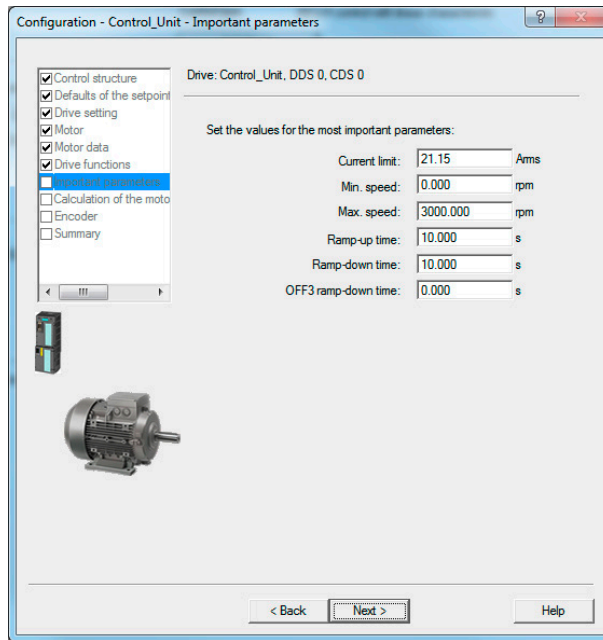 Configuration - Control_Unit - Important parameters
Control structure
Defaults of the setpoint
Drive setting
Motor
Motor data
Drive functions
Important parameters
Calculation of the moto
Encoder
Summary
Drive: Control_Unit, DDS 0, CDS 0
Set the values for the most important parameters:
Current limit: 21.15 Arms
Min. speed: 0.000 rpm
Max. speed: 3000.000 rpm
Ramp-up time: 10.000 s
Ramp-down time: 10.000 s
OFF3 ramp-down time: 0.000 s
< Back Next > Help